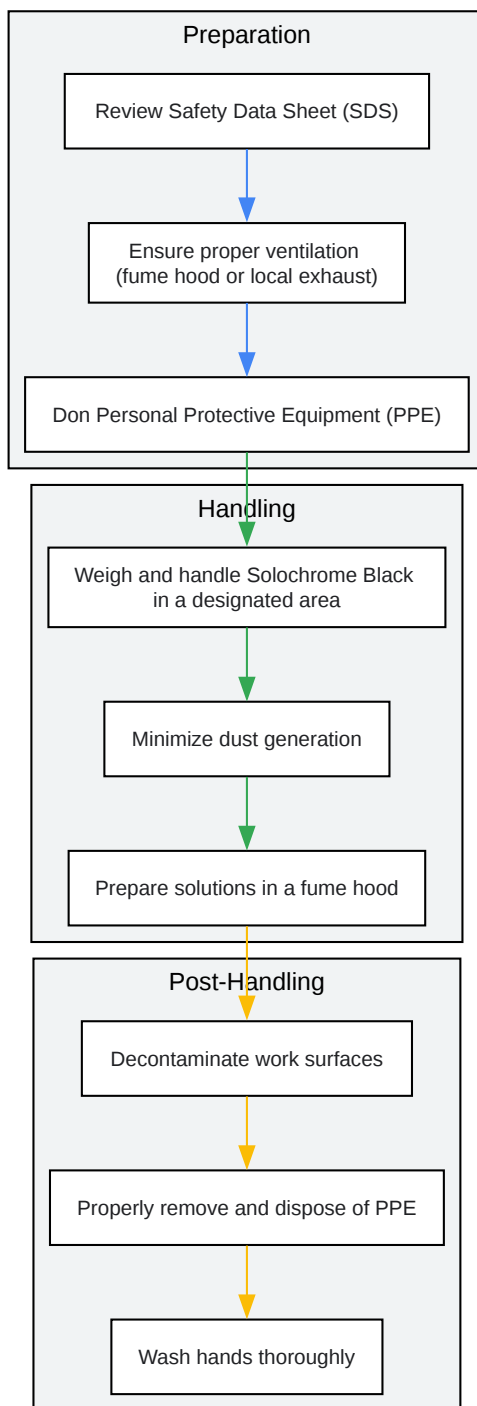 Preparation
Review Safety Data Sheet (SDS)
Ensure proper ventilation
(fume hood or local exhaust)
Don Personal Protective Equipment (PPE)
Handling
Weigh and handle Solochrome Black
in a designated area
Minimize dust generation
Prepare solutions in a fume hood
Post-Handling
Decontaminate work surfaces
Properly remove and dispose of PPE
Wash hands thoroughly